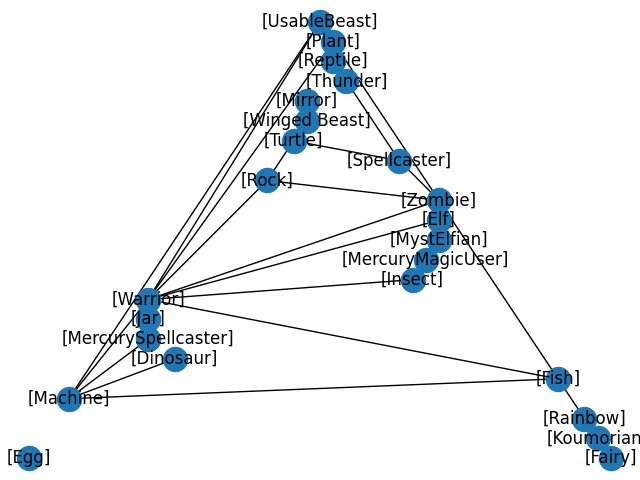 [UsableBeast]
[Plant]
[Reptile]
[Thunder]
[Mirror]
[Winged Beast]
[Turtle]
[Spellcaster]
[Rock]
[Zombie]
[Elf]
[MystElfian]
[MercuryMagicUser]
[Insect]
[Warrior]
[Jar]
[MercurySpellcaster]
[Dinosaur]
[Fish]
[Machine]
[Rainbow]
[Koumorian
[Egg]
[Fairy]